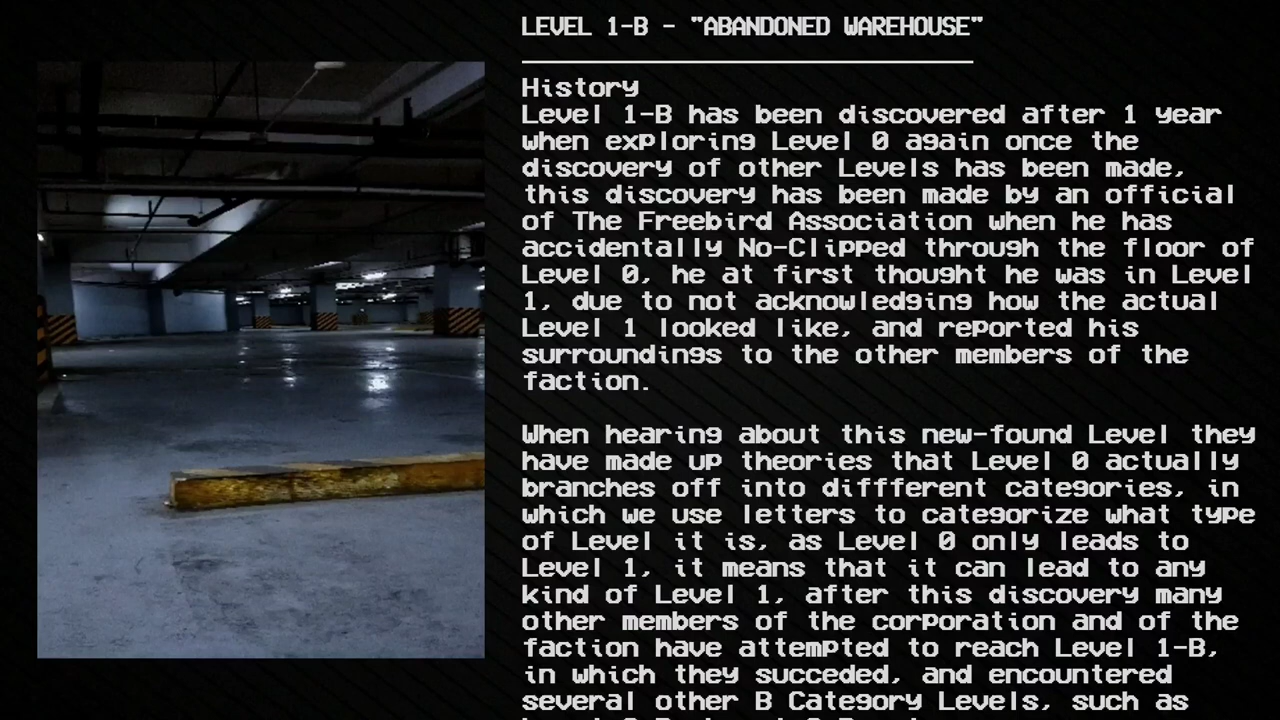 LEVEL 1-B - "ABANDONED WAREHOUSE"
History
Level 1-B has been discovered after 1 year
when exploring Level 0 again once the
discovery of other Levels has been made,
this discovery has been made by an official
of The Freebird Association when he has
accidentally No-Clipped through the floor of
Level 0, he at first thought he was in Level
1, due to not acknowledging how the actual
Level 1 looked like, and reported his
surroundings to the other members of the
faction.
When hearing about this new-found Level they
have made up theories that Level 0 actually
branches off into diffferent categories, in
which we use letters to categorize what type
of Level it is, as Level 0 only leads to
Level 1, it means that it can lead to any
kind of Level 1, after this discovery many
other members of the corporation and of the
faction have attempted to reach Level 1-B,
in which they succeded, and encountered
several other B Category Levels, such as